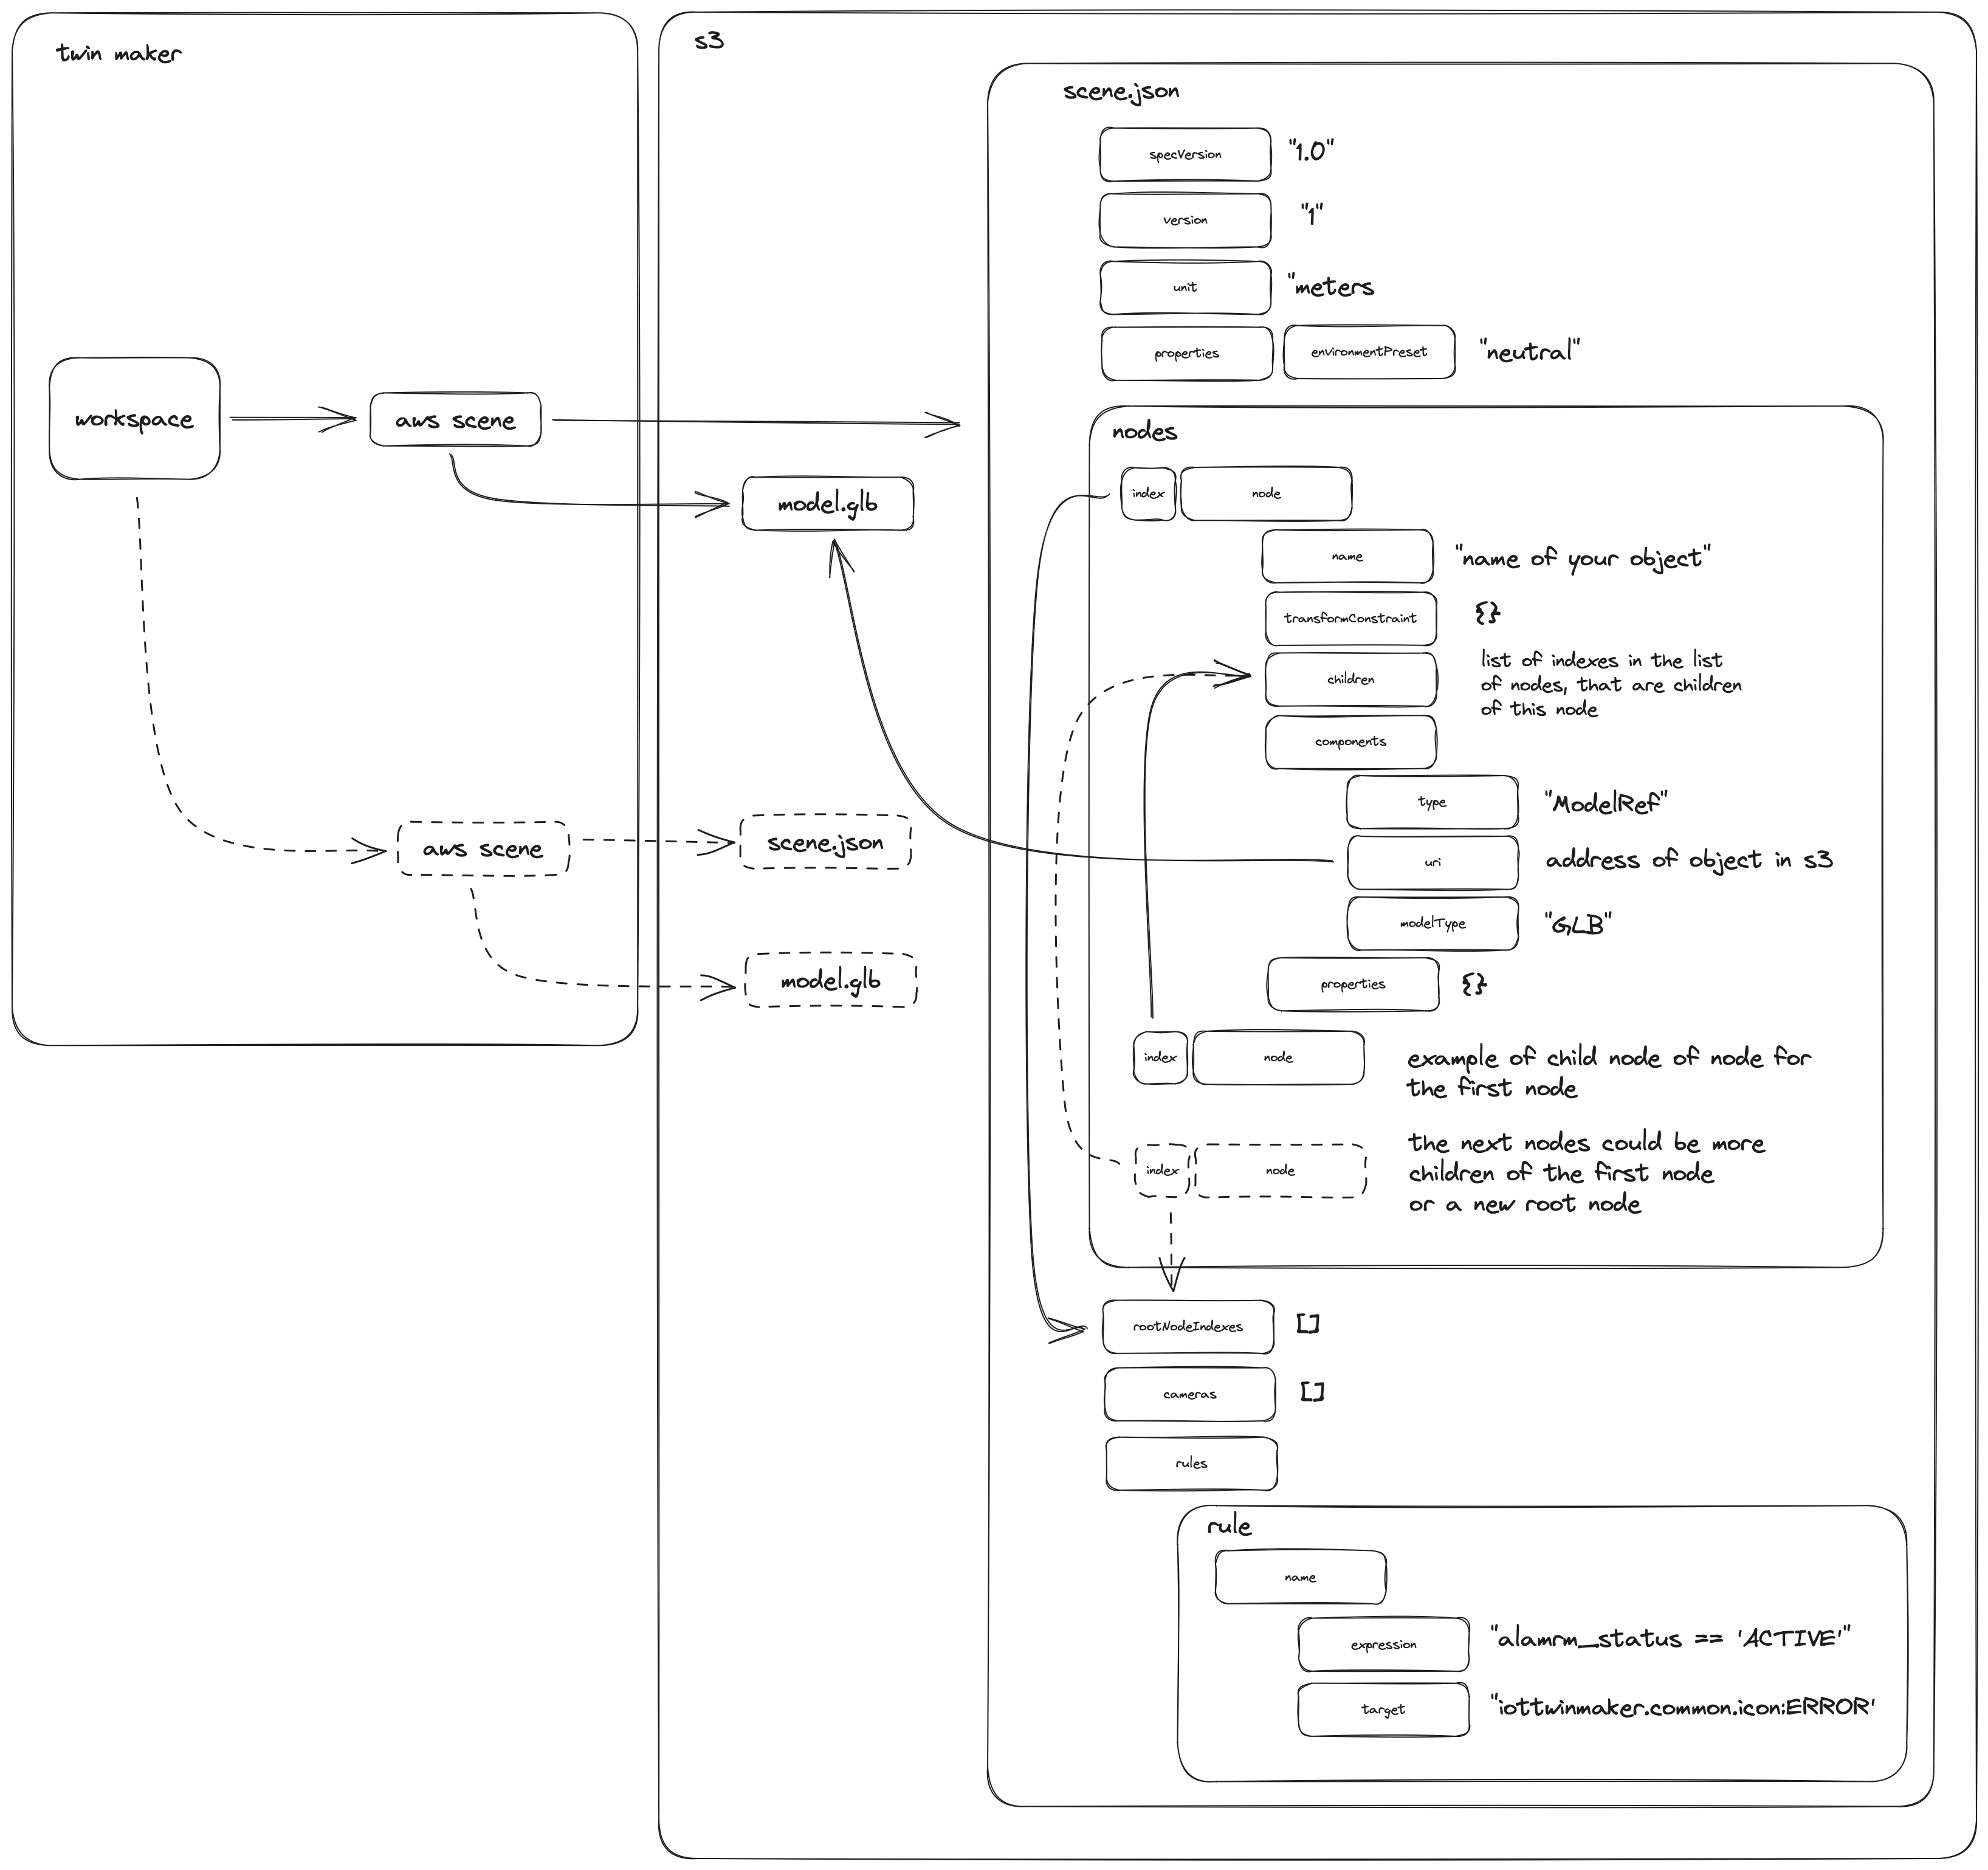 twin maker
workspace
aws scene
aws scene
s3
model.glb
scene.json
model.glb
scene.json
specVersion
"1.0"
version
"1"
unit
"meters
properties
environmentPreset
"neutral"
nodes
index
node
name
"name of your object"
transformConstraint
{}
children
list of indexes in the list
of nodes, that are children
of this node
components
type
"ModelRef"
uri
address of object in s3
modelType
"GLB"
properties
{}
index
node
example of child node of node for
the first node
index
node
the next nodes could be more
children of the first node
or a new root node
rootNodeIndexes
[]
cameras
[]
rules
rule
name
expression
"alamrm_status == 'ACTIVE'"
target
"iottwinmaker.common.icon:ERROR'